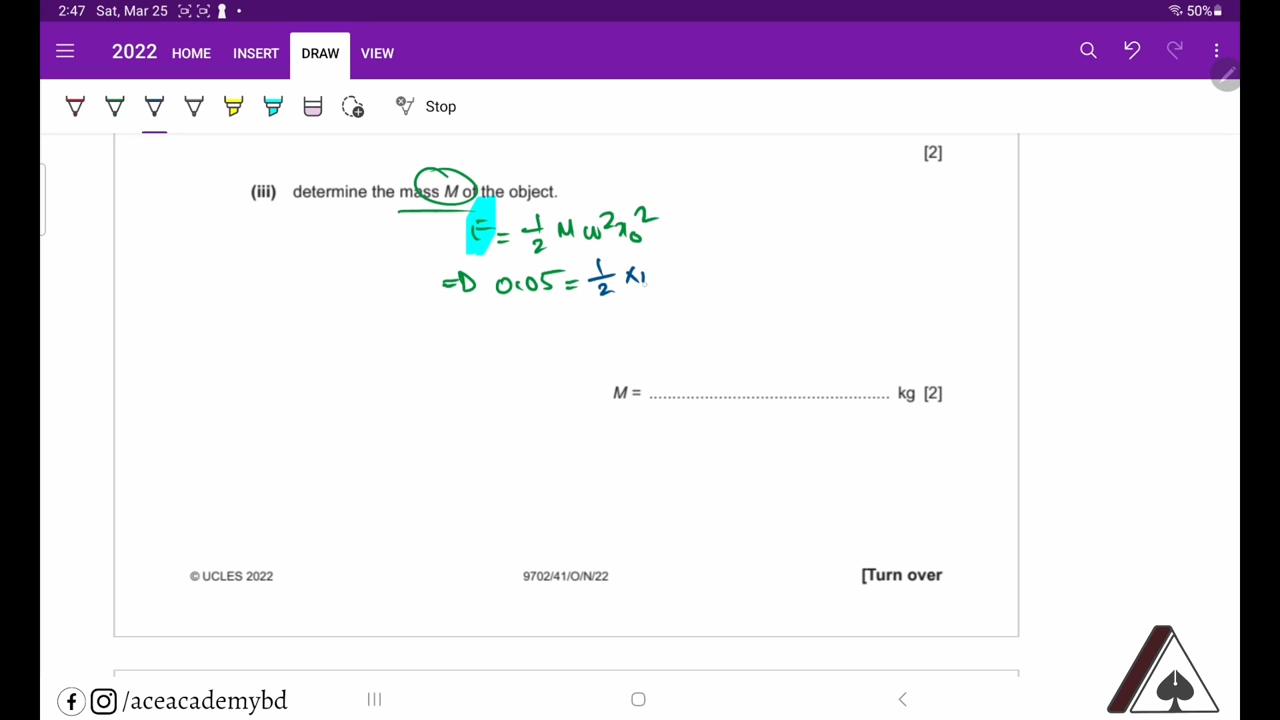 2:47 Sat, Mar 25
50%
2022 HOME INSERT DRAW VIEW
Stop
[2]
(iii) determine the mass M of the object.
E = 1/2 M ω²x₀²
⇒ 0.05 = 1/2 ×
M = ................................................ kg [2]
© UCLES 2022 9702/41/O/N/22 [Turn over
/aceacademybd